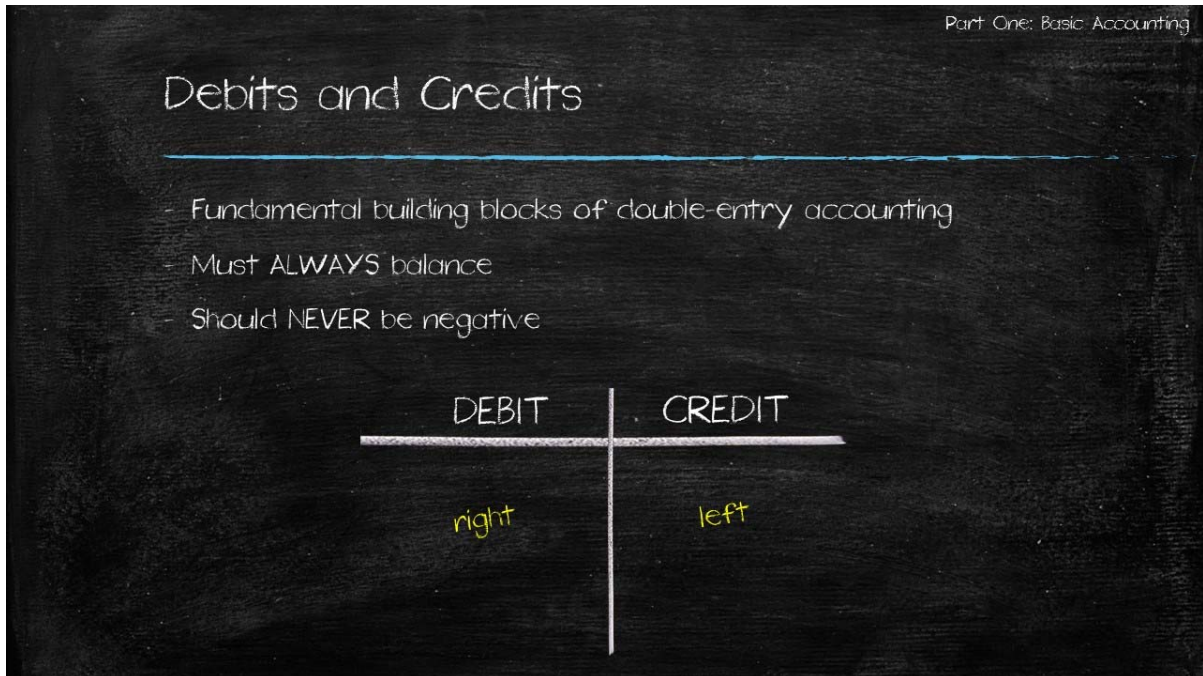 Part One: Basic Accounting
Debits and Credits
- Fundamental building blocks of double-entry accounting
- Must ALWAYS balance
- Should NEVER be negative
DEBIT CREDIT
right left